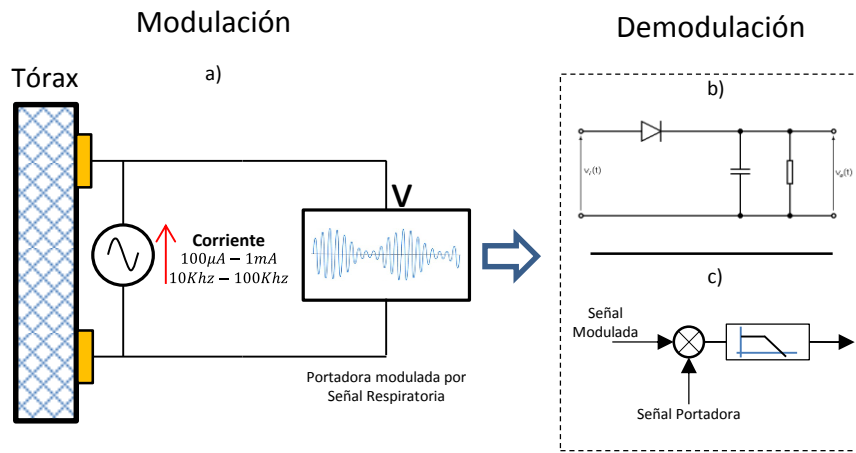 Modulación
Demodulación
Tórax
a)
V
Corriente
100μA − 1mA
10Khz − 100Khz
Portadora modulada por
Señal Respiratoria
b)
vᵢ(t)
vₒ(t)
c)
Señal
Modulada
Señal Portadora